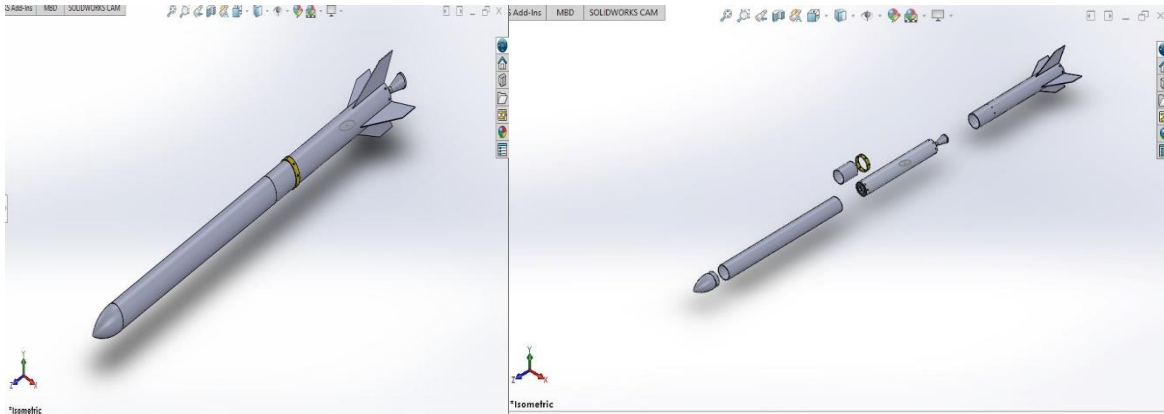 S Add-Ins MBD SOLIDWORKS CAM
Y
Z X
*Isometric
Add-Ins MBD SOLIDWORKS CAM
Y
Z X
*Isometric